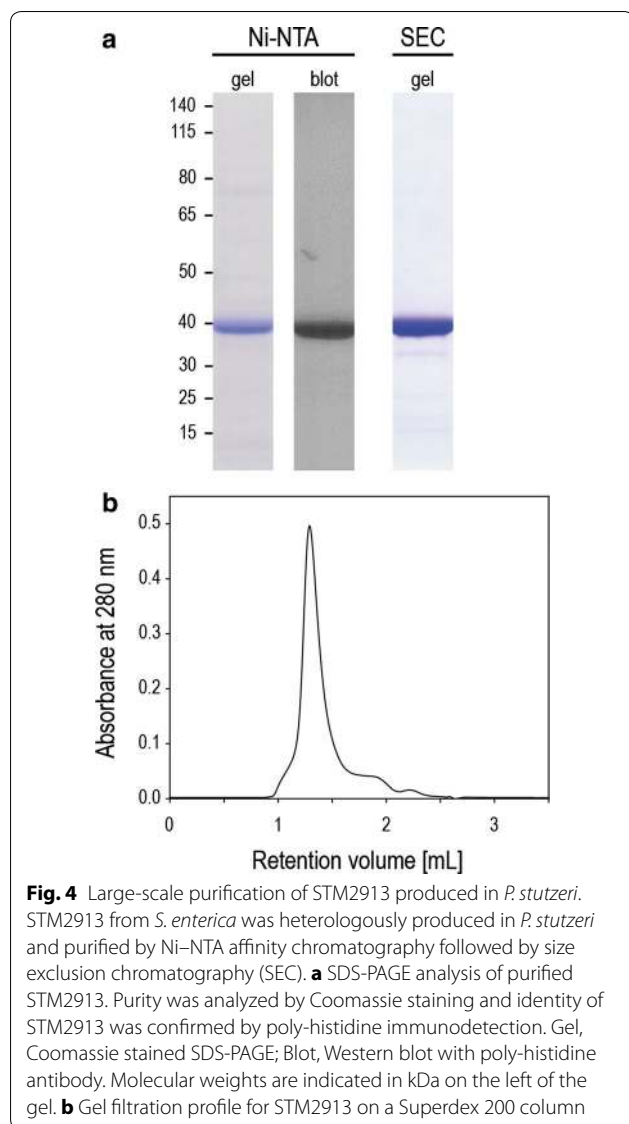 a
Ni-NTA SEC
gel blot gel
140
115
80
65
50
40
30
25
15
b
0.5
0.4
0.3
0.2
0.1
0.0
Absorbance at 280 nm
0 1 2 3
Retention volume [mL]
Fig. 4 Large-scale purification of STM2913 produced in P. stutzeri.
STM2913 from S. enterica was heterologously produced in P. stutzeri
and purified by Ni–NTA affinity chromatography followed by size
exclusion chromatography (SEC). a SDS-PAGE analysis of purified
STM2913. Purity was analyzed by Coomassie staining and identity of
STM2913 was confirmed by poly-histidine immunodetection. Gel,
Coomassie stained SDS-PAGE; Blot, Western blot with poly-histidine
antibody. Molecular weights are indicated in kDa on the left of the
gel. b Gel filtration profile for STM2913 on a Superdex 200 column